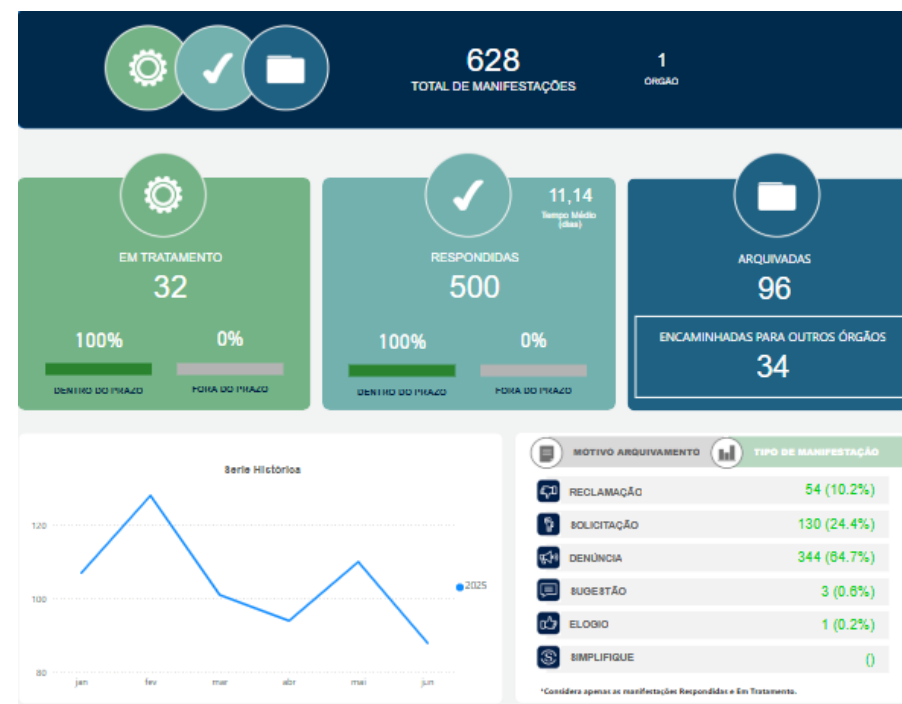 628
TOTAL DE MANIFESTAÇÕES
1
ORGAO
EM TRATAMENTO
32
100%
0%
DENTRO DO PRAZO
FORA DO PRAZO
11,14
Tempo Médio
(dias)
RESPONDIDAS
500
100%
0%
DENTRO DO PRAZO
FORA DO PRAZO
ARQUIVADAS
96
ENCAMINHADAS PARA OUTROS ÓRGÃOS
34
Serie Histórica
120
100
80
jan fev mar abr mai jun
2025
MOTIVO ARQUIVAMENTO TIPO DE MANIFESTAÇÃO
RECLAMAÇÃO 54 (10.2%)
SOLICITAÇÃO 130 (24.4%)
DENÚNCIA 344 (64.7%)
SUGESTÃO 3 (0.6%)
ELOGIO 1 (0.2%)
SIMPLIFIQUE ()
*Considera apenas as manifestações Respondidas e Em Tratamento.